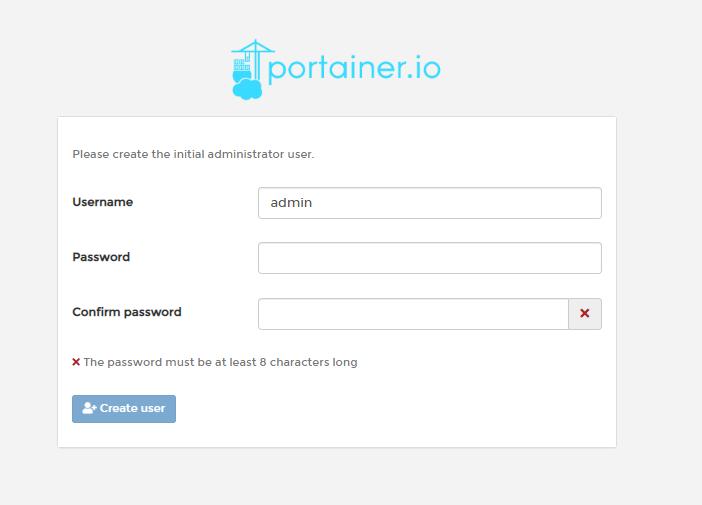 portainer.io
Please create the initial administrator user.
Username
admin
Password
Confirm password
The password must be at least 8 characters long
Create user